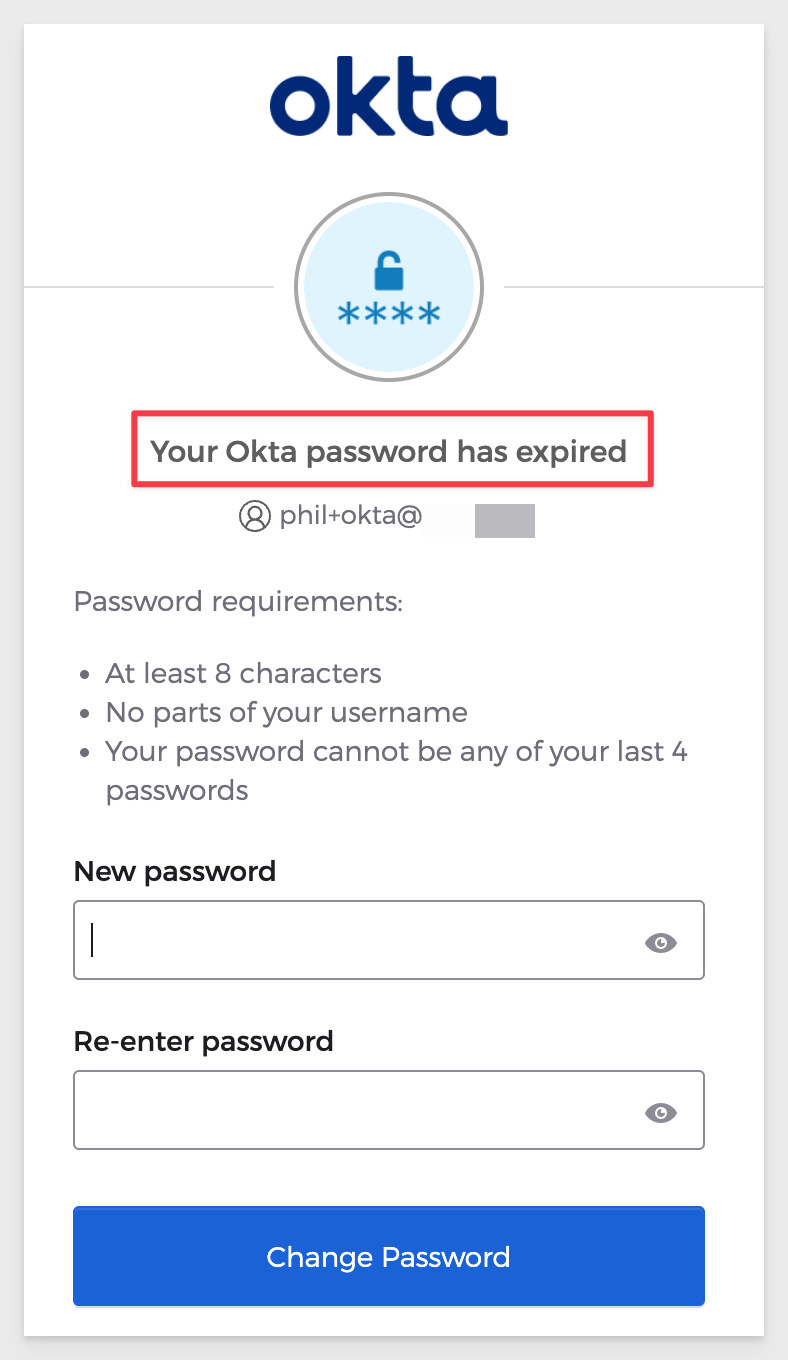 okta
****
Your Okta password has expired
phil+okta@
Password requirements:
• At least 8 characters
• No parts of your username
• Your password cannot be any of your last 4
passwords
New password
Re-enter password
Change Password